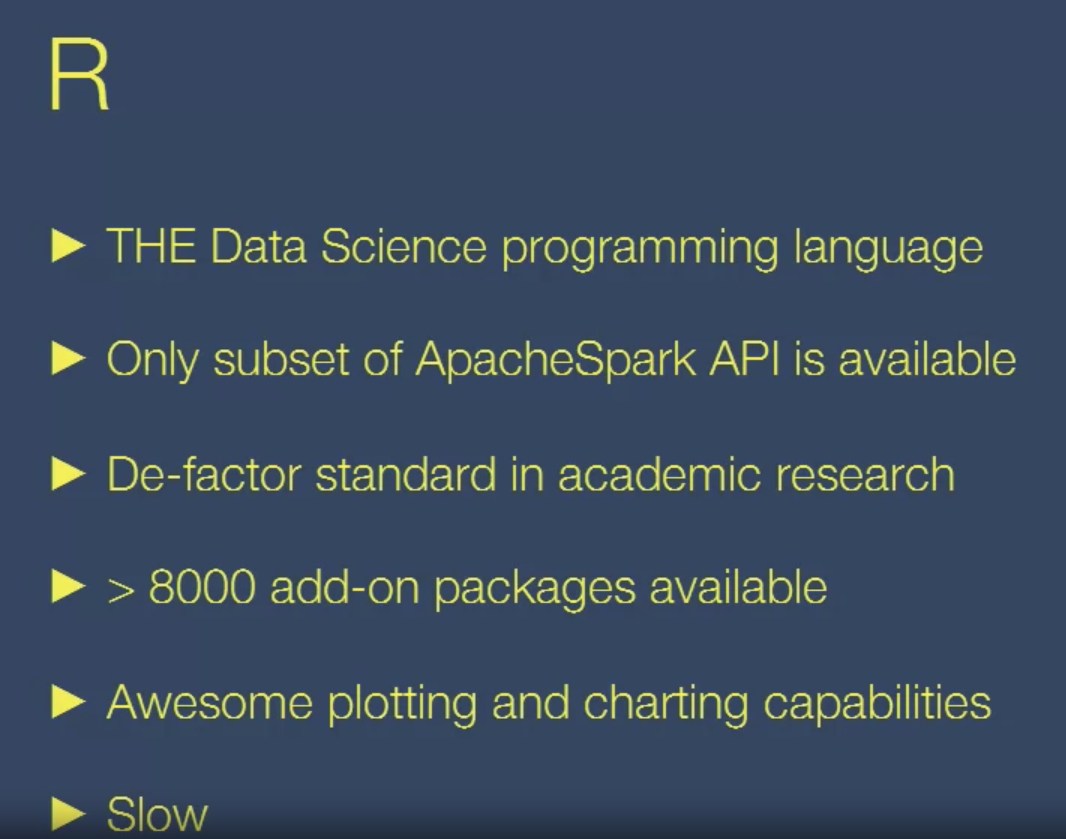 R
► THE Data Science programming language
► Only subset of ApacheSpark API is available
► De-factor standard in academic research
► > 8000 add-on packages available
► Awesome plotting and charting capabilities
► Slow